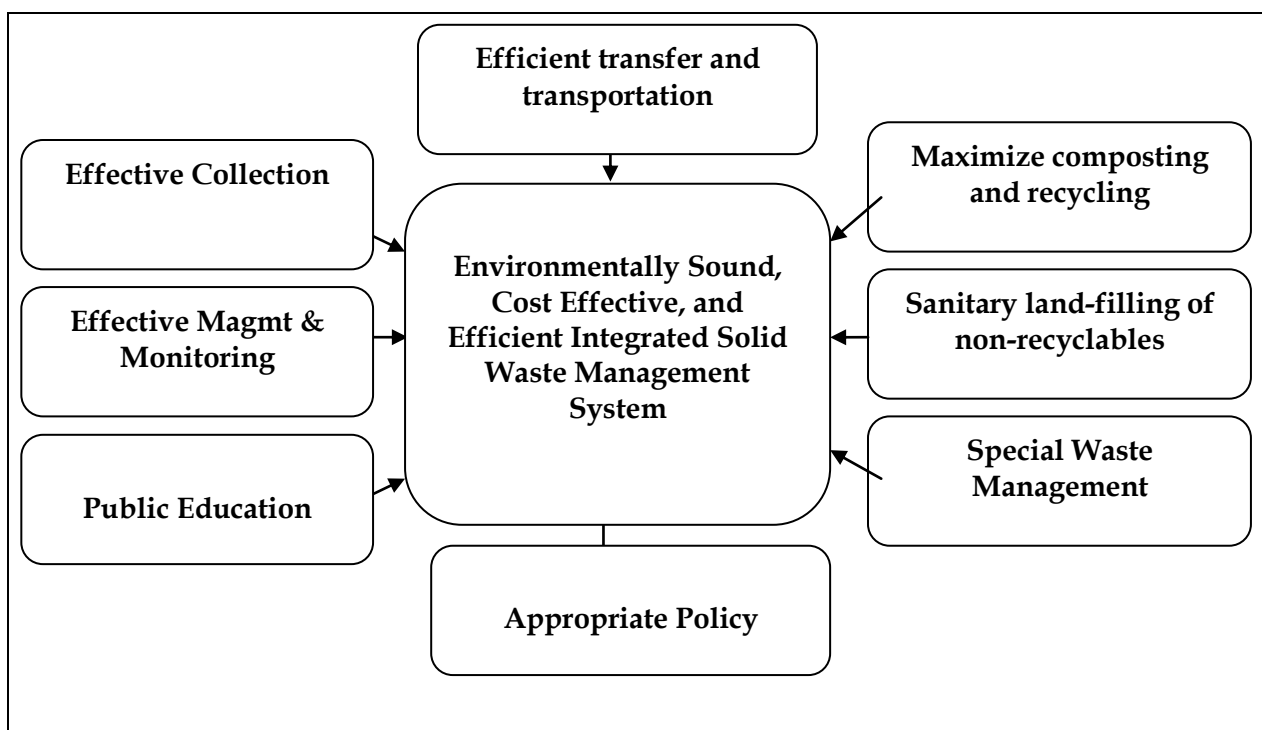 Efficient transfer and
transportation
Effective Collection
Maximize composting
and recycling
Environmentally Sound,
Cost Effective, and
Efficient Integrated Solid
Waste Management
System
Effective Magmt &
Monitoring
Sanitary land-filling of
non-recyclables
Public Education
Special Waste
Management
Appropriate Policy